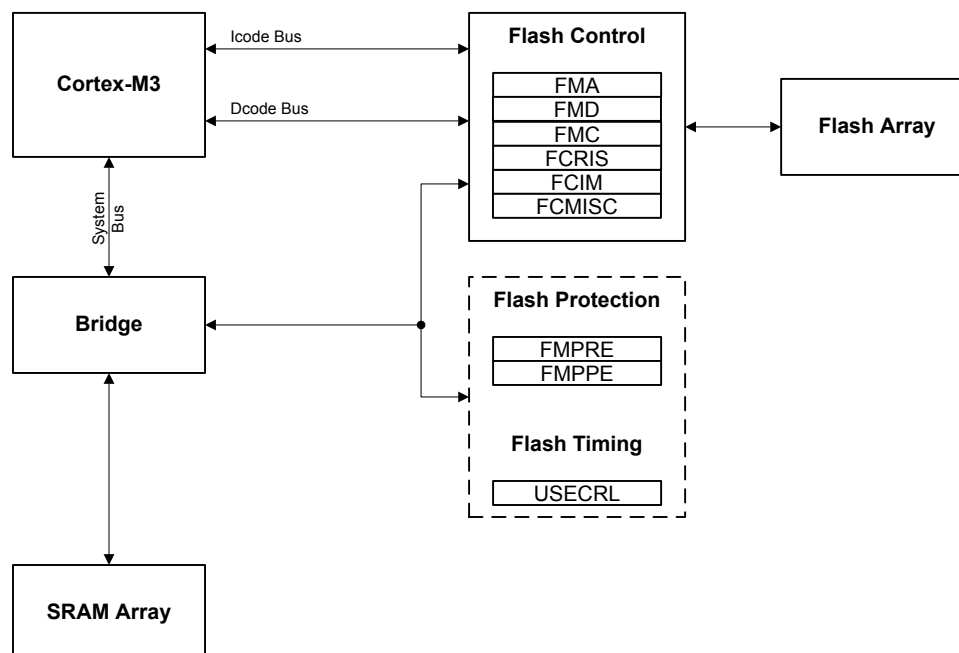 Cortex-M3
Icode Bus
Dcode Bus
System
Bus
Flash Control
FMA
FMD
FMC
FCRIS
FCIM
FCMISC
Flash Array
Bridge
Flash Protection
FMPRE
FMPPE
Flash Timing
USECRL
SRAM Array